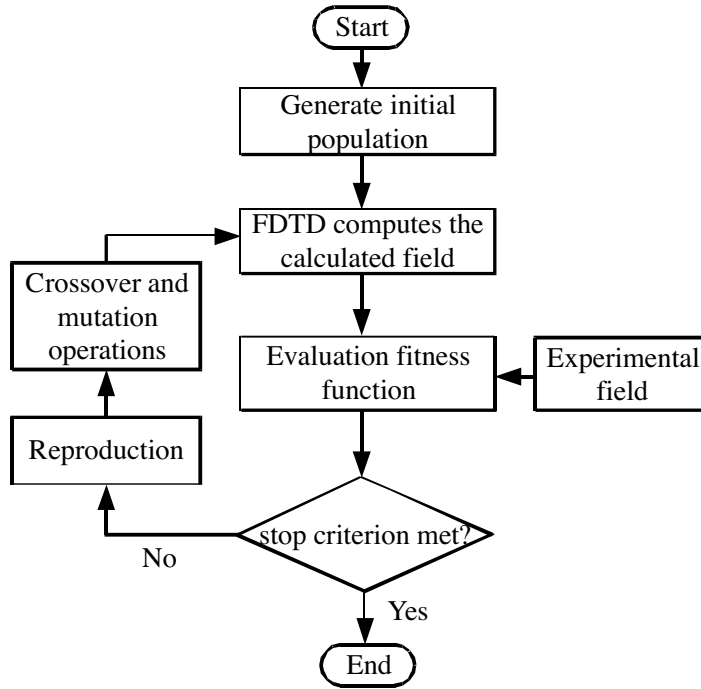 Start
Generate initial
population
FDTD computes the
calculated field
Crossover and
mutation
operations
Evaluation fitness
function
Experimental
field
Reproduction
stop criterion met?
No
Yes
End